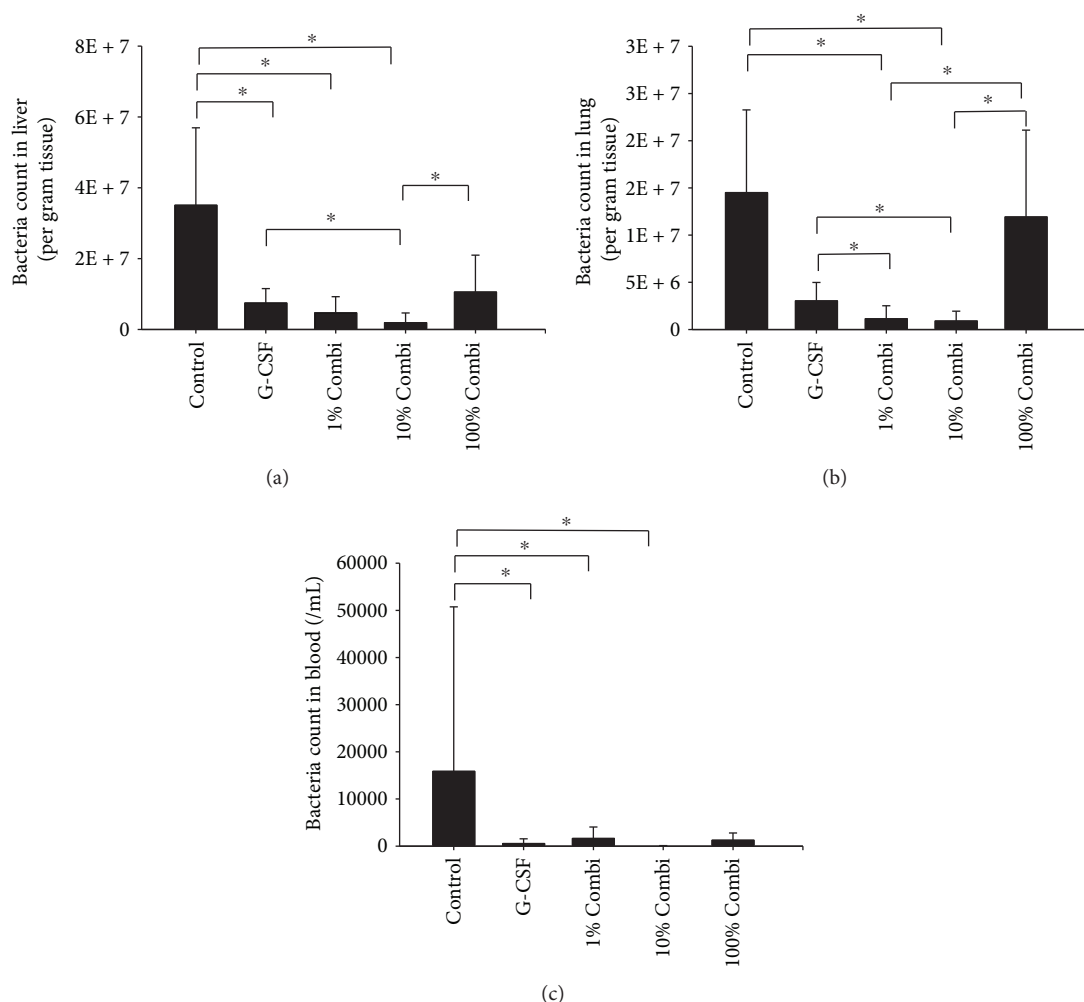 Bacteria count in liver
(per gram tissue)
8E + 7
*
6E + 7
*
*
4E + 7
*
2E + 7
*
0
Control
G-CSF
1% Combi
10% Combi
100% Combi
(a)
Bacteria count in lung
(per gram tissue)
3E + 7
*
*
3E + 7
*
*
2E + 7
2E + 7
*
1E + 7
*
5E + 6
0
Control
G-CSF
1% Combi
10% Combi
100% Combi
(b)
Bacteria count in blood (/mL)
*
*
60000
*
50000
40000
30000
20000
10000
0
Control
G-CSF
1% Combi
10% Combi
100% Combi
(c)